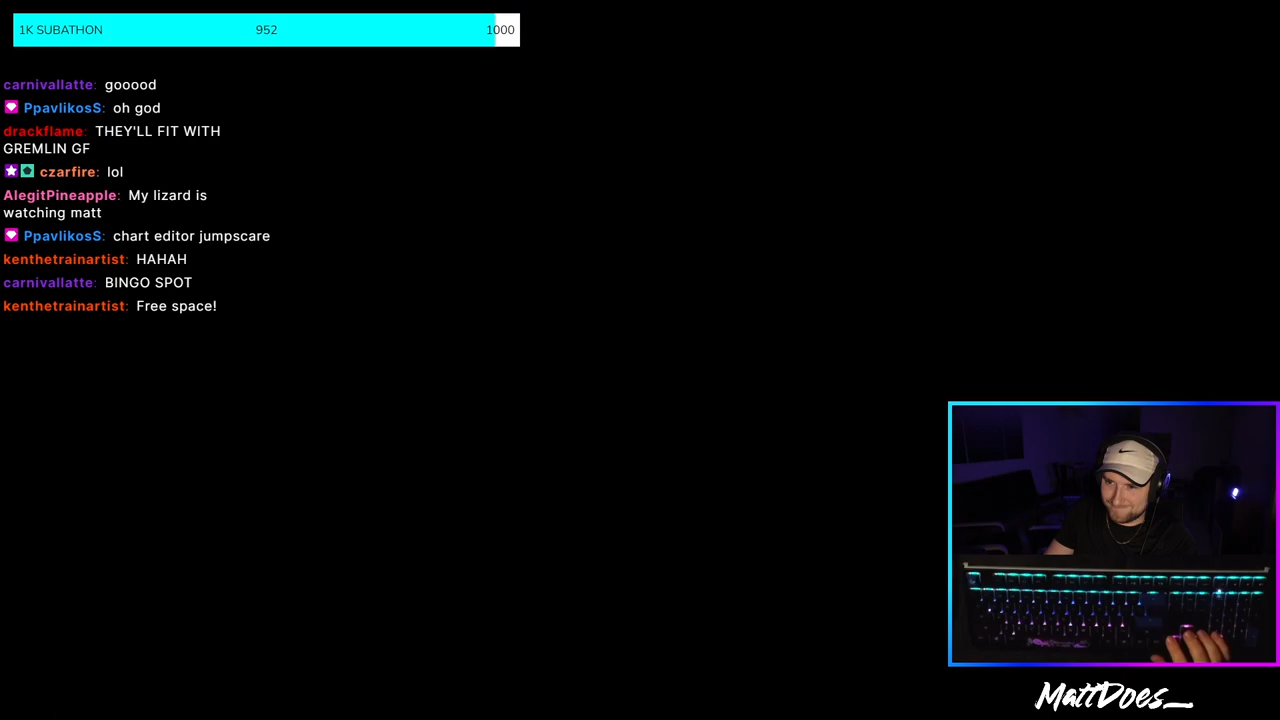 1K SUBATHON 952 1000
carnivallatte: gooood
PpavlikosS: oh god
drackflame: THEY'LL FIT WITH
GREMLIN GF
czarfire: lol
AlegitPineapple: My lizard is
watching matt
PpavlikosS: chart editor jumpscare
kenthetrainartist: HAHAH
carnivallatte: BINGO SPOT
kenthetrainartist: Free space!
MattDoes_